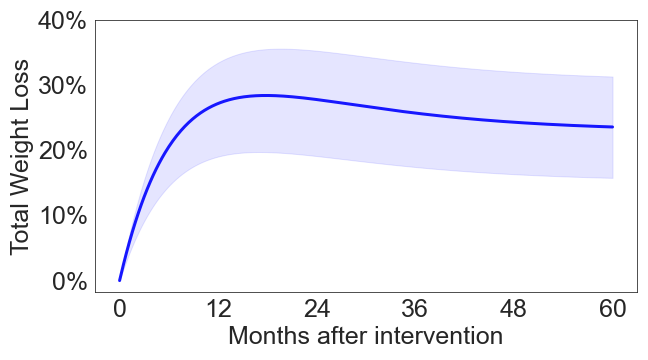 40%
30%
20%
10%
0%
Total Weight Loss
0 12 24 36 48 60
Months after intervention